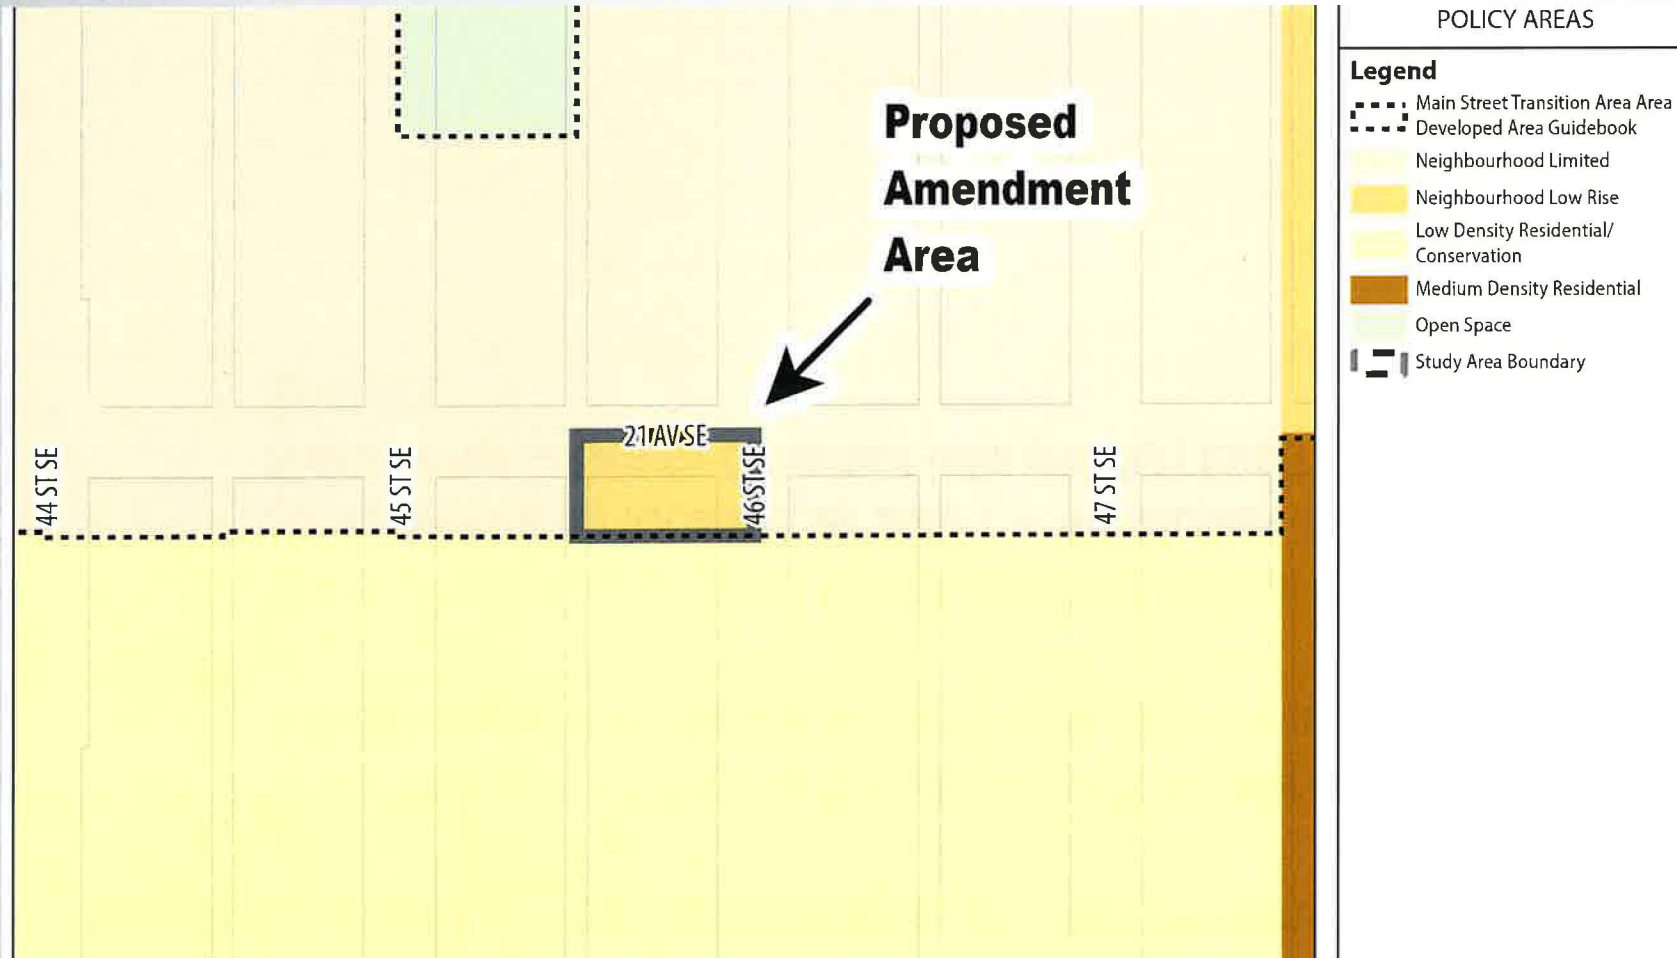 POLICY AREAS
Legend
Main Street Transition Area Area
Developed Area Guidebook
Neighbourhood Limited
Neighbourhood Low Rise
Low Density Residential/
Conservation
Medium Density Residential
Open Space
Study Area Boundary
Proposed
Amendment
Area
21 AV SE
44 ST SE
45 ST SE
46 ST SE
47 ST SE